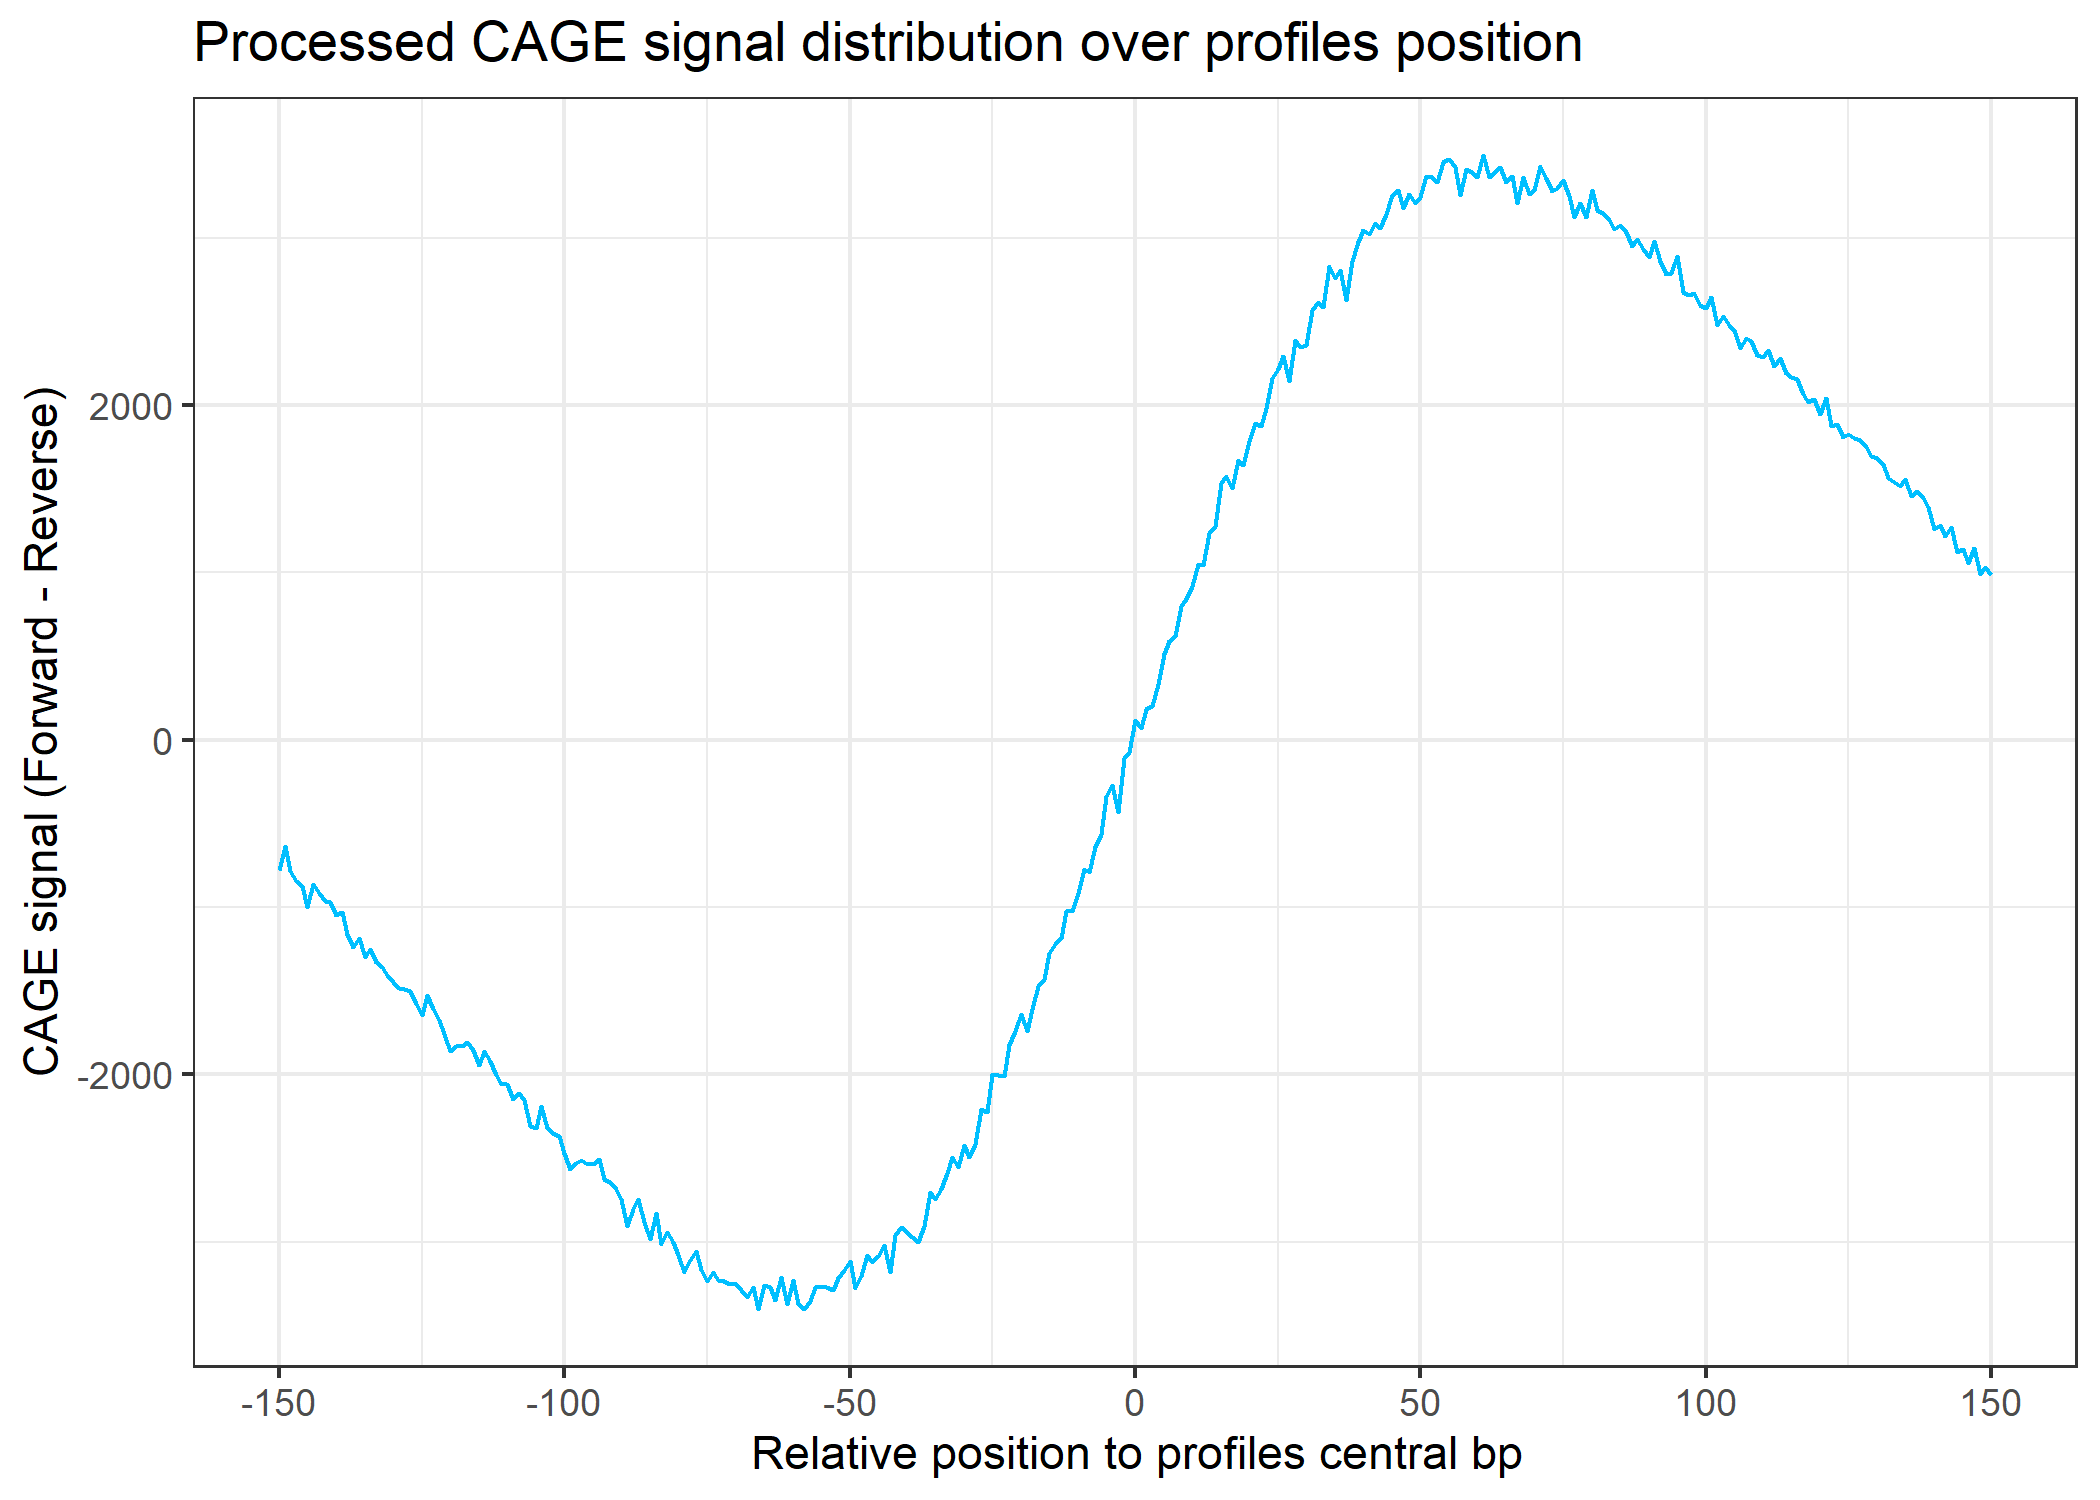 Processed CAGE signal distribution over profiles position
CAGE signal (Forward - Reverse)
2000
0
-2000
-150 -100 -50 0 50 100 150
Relative position to profiles central bp